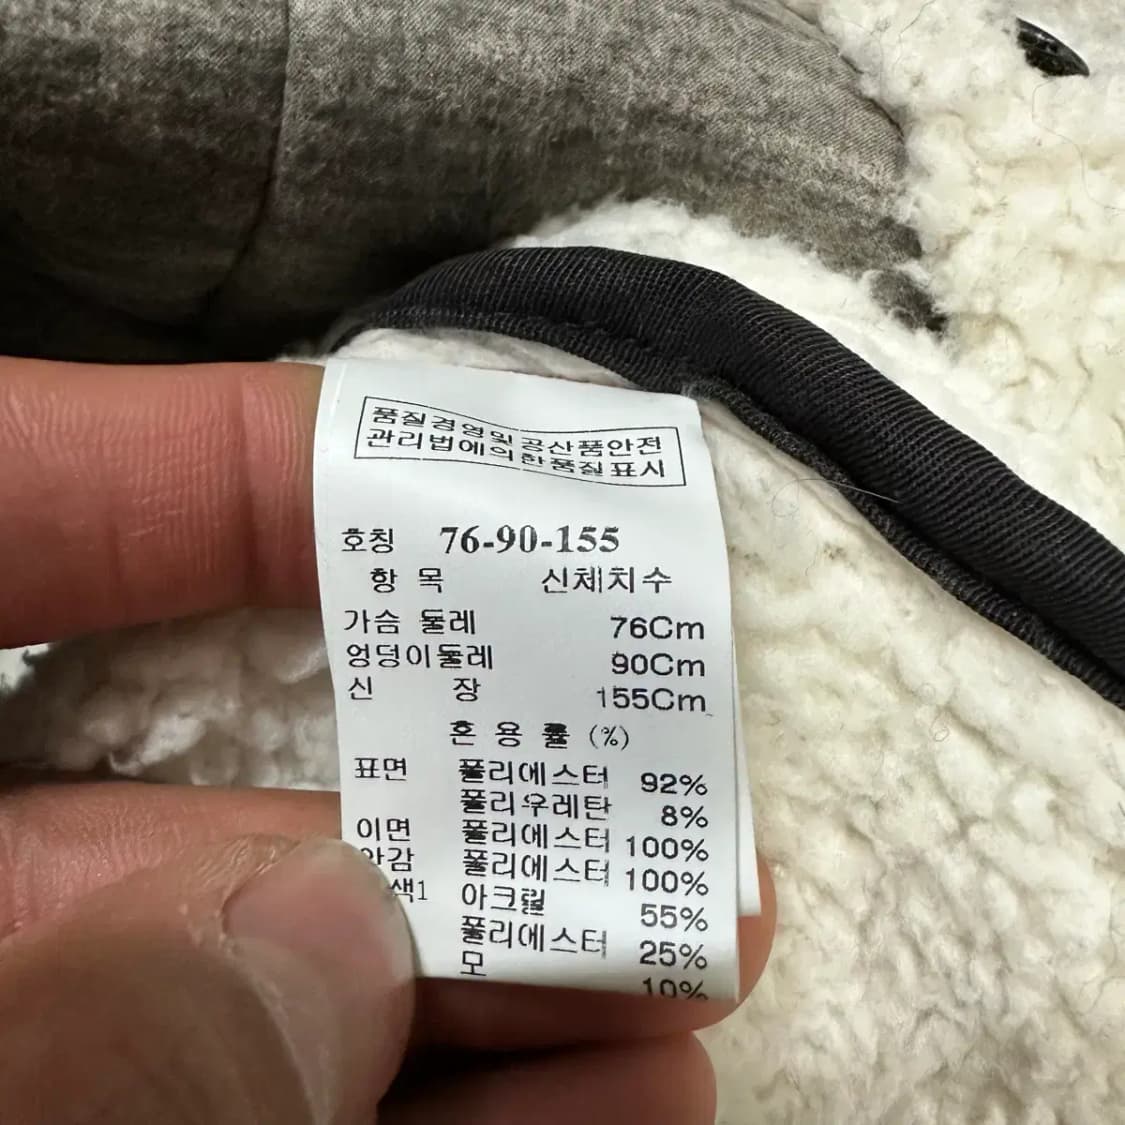 품질경영및 공산품안전
관리법에의한품질표시
호칭 76-90-155
항 목 신체치수
가슴 둘레 76Cm
엉덩이둘레 90Cm
신 장 155Cm
혼 용 률 (%)
표면 폴리에스터 92%
폴리우레탄 8%
이면 폴리에스터 100%
안감 폴리에스터 100%
색1 아크릴 55%
폴리에스터 25%
모 10%